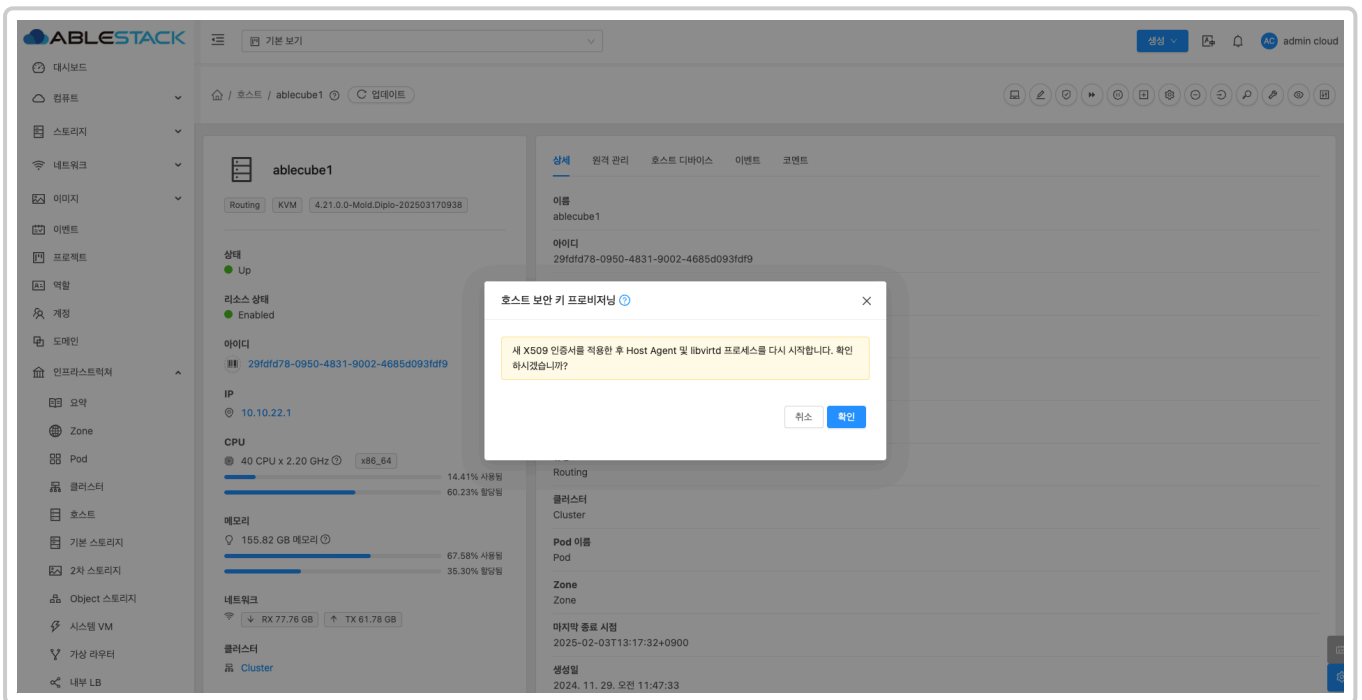 ABLESTACK
기본 보기
생성
AC
admin cloud
대시보드
컴퓨트
스토리지
네트워크
이미지
이벤트
프로젝트
역할
계정
도메인
인프라스트럭쳐
요약
Zone
Pod
클러스터
호스트
기본 스토리지
2차 스토리지
Object 스토리지
시스템 VM
가상 라우터
내부 LB
/ 호스트 / ablecube1
업데이트
ablecube1
Routing
KVM
4.21.0.0-Mold.Diplo-202503170938
상태
Up
리소스 상태
Enabled
아이디
29fdfd78-0950-4831-9002-4685d093fdf9
IP
10.10.22.1
CPU
40 CPU x 2.20 GHz
x86_64
14.41% 사용됨
60.23% 할당됨
메모리
155.82 GB 메모리
67.58% 사용됨
35.30% 할당됨
네트워크
RX 77.76 GB
TX 61.78 GB
클러스터
Cluster
상세
원격 관리
호스트 디바이스
이벤트
코멘트
이름
ablecube1
아이디
29fdfd78-0950-4831-9002-4685d093fdf9
호스트 보안 키 프로비저닝
새 X509 인증서를 적용한 후 Host Agent 및 libvirtd 프로세스를 다시 시작합니다. 확인
하시겠습니까?
취소
확인
Routing
클러스터
Cluster
Pod 이름
Pod
Zone
Zone
마지막 종료 시점
2025-02-03T13:17:32+0900
생성일
2024. 11. 29. 오전 11:47:33